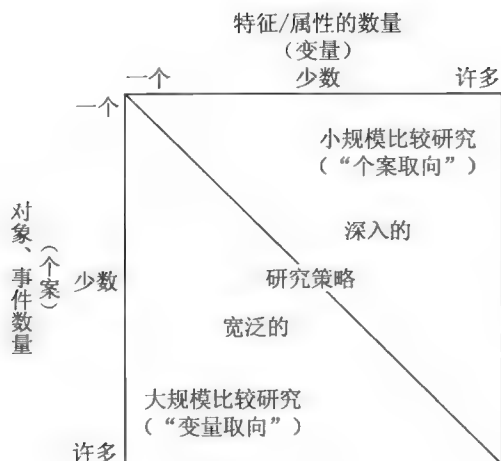 特征/属性的数量
（变量）
一个 少数 许多
一个
小规模比较研究
（“个案取向”）
深入的
对象、事件数量
（个案）
少数
研究策略
宽泛的
大规模比较研究
（“变量取向”）
许多